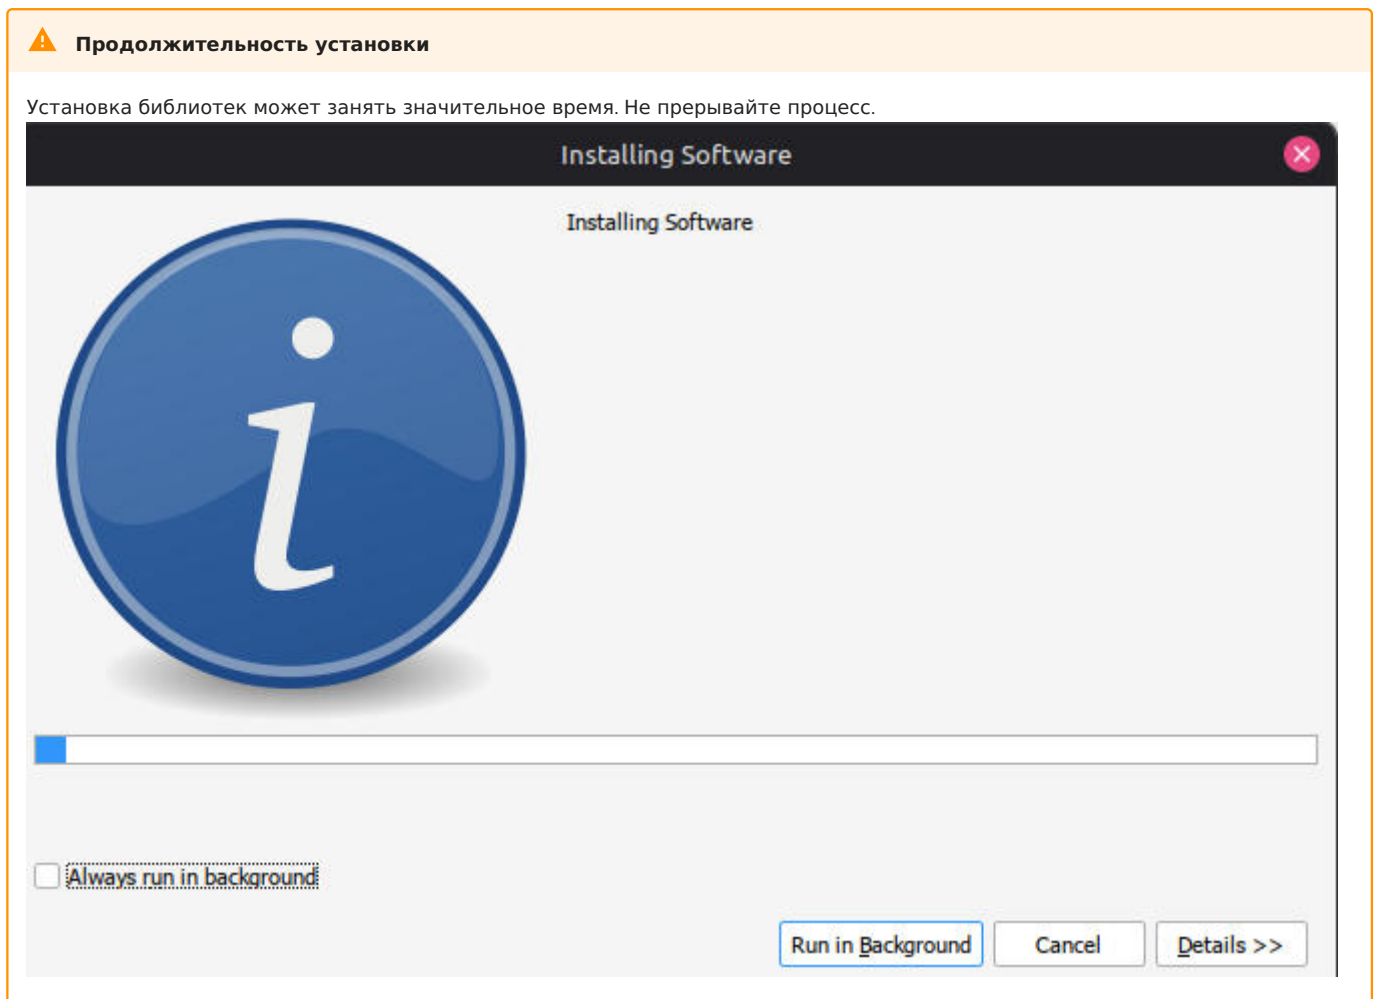 Продолжительность установки
Установка библиотек может занять значительное время. Не прерывайте процесс.
Installing Software
Installing Software
Always run in background
Run in Background Cancel Details >>